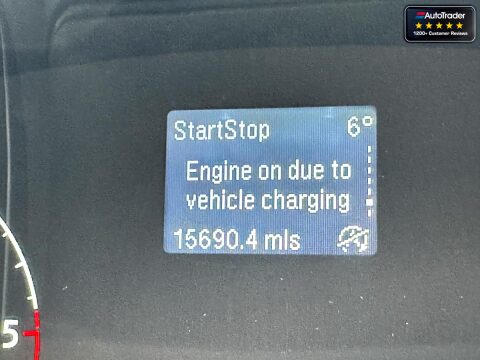 AutoTrader
1200+ Customer Reviews
StartStop 6°
Engine on due to
vehicle charging
15690.4 mls
5